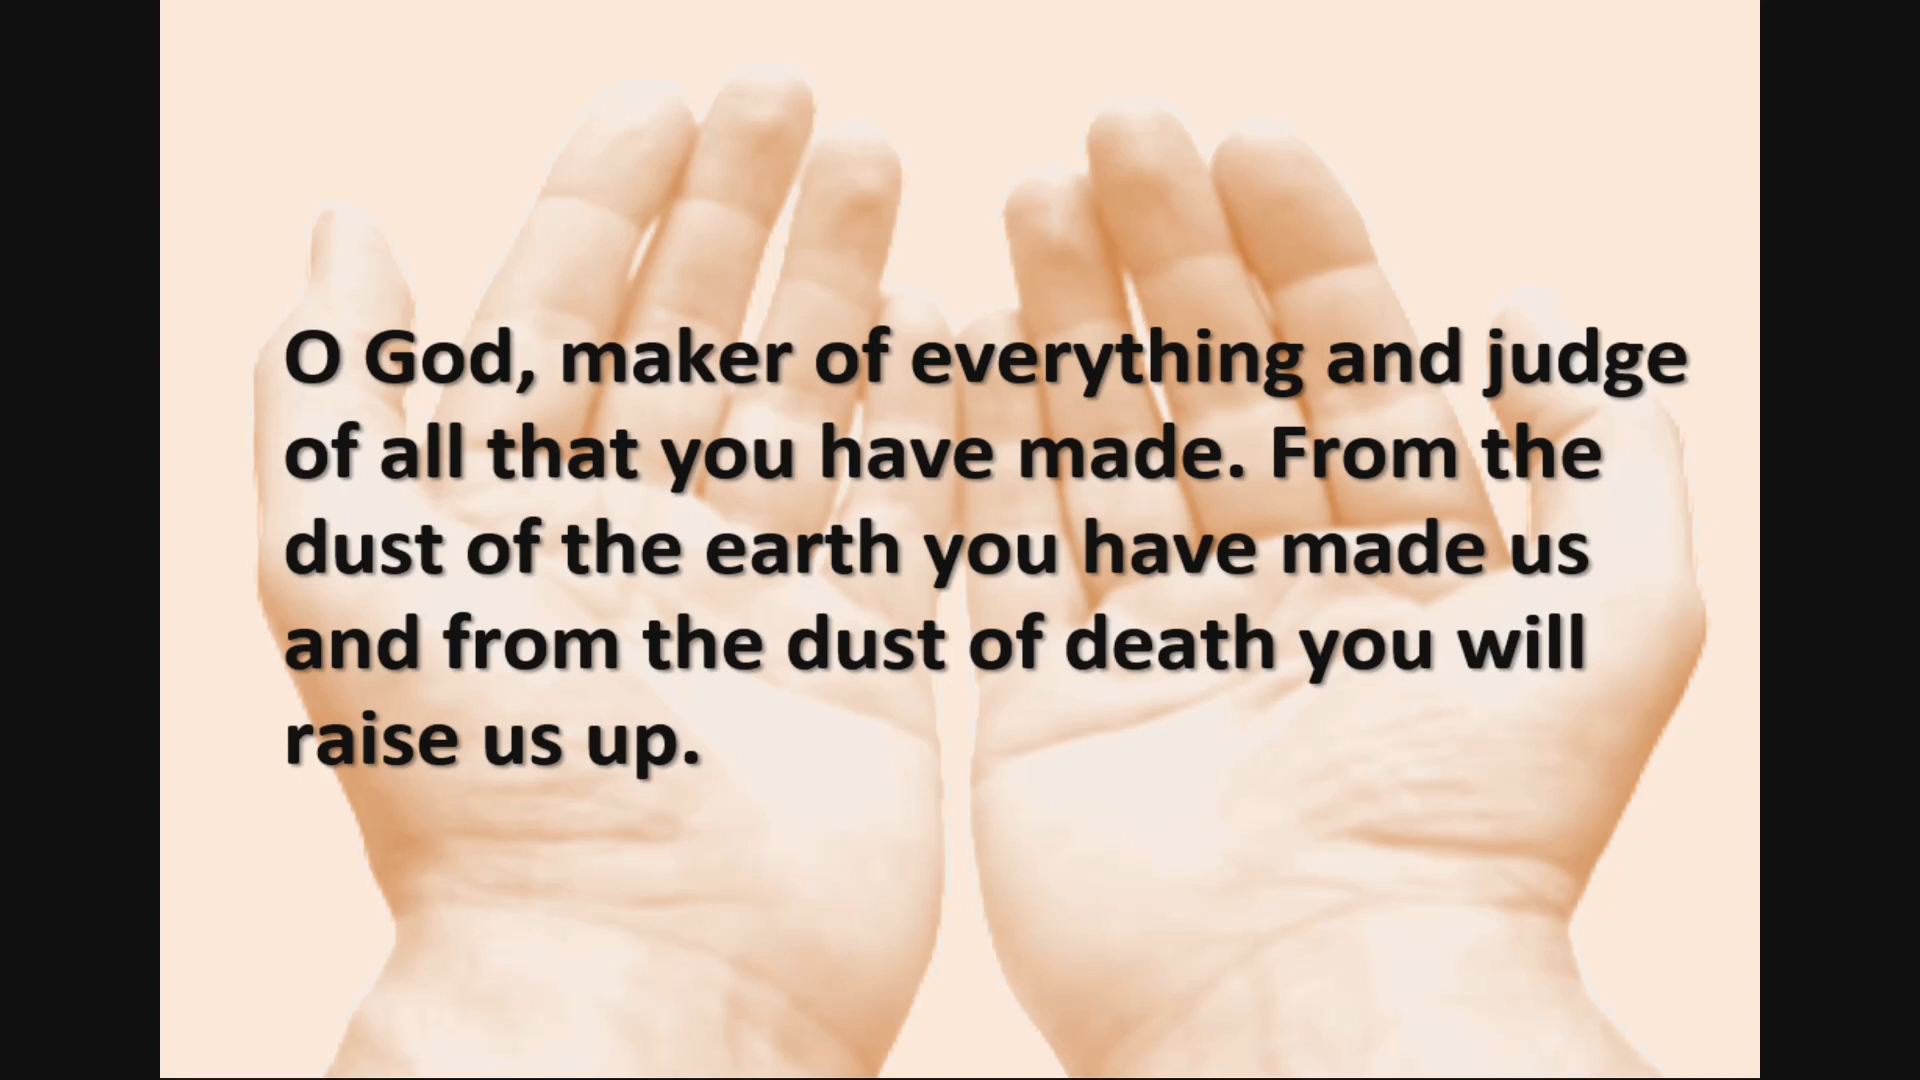 O God, maker of everything and judge
of all that you have made. From the
dust of the earth you have made us
and from the dust of death you will
raise us up.